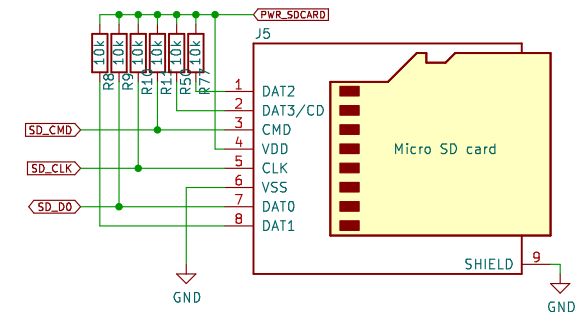 PWR_SDCARD
J5
10k
10k
10k
10k
10k
10k
R8
R9
R10
R11
R50
R77
1
DAT2
2
DAT3/CD
SD_CMD
3
CMD
4
VDD
Micro SD card
SD_CLK
5
CLK
6
VSS
SD_D0
7
DAT0
8
DAT1
SHIELD
9
GND
GND